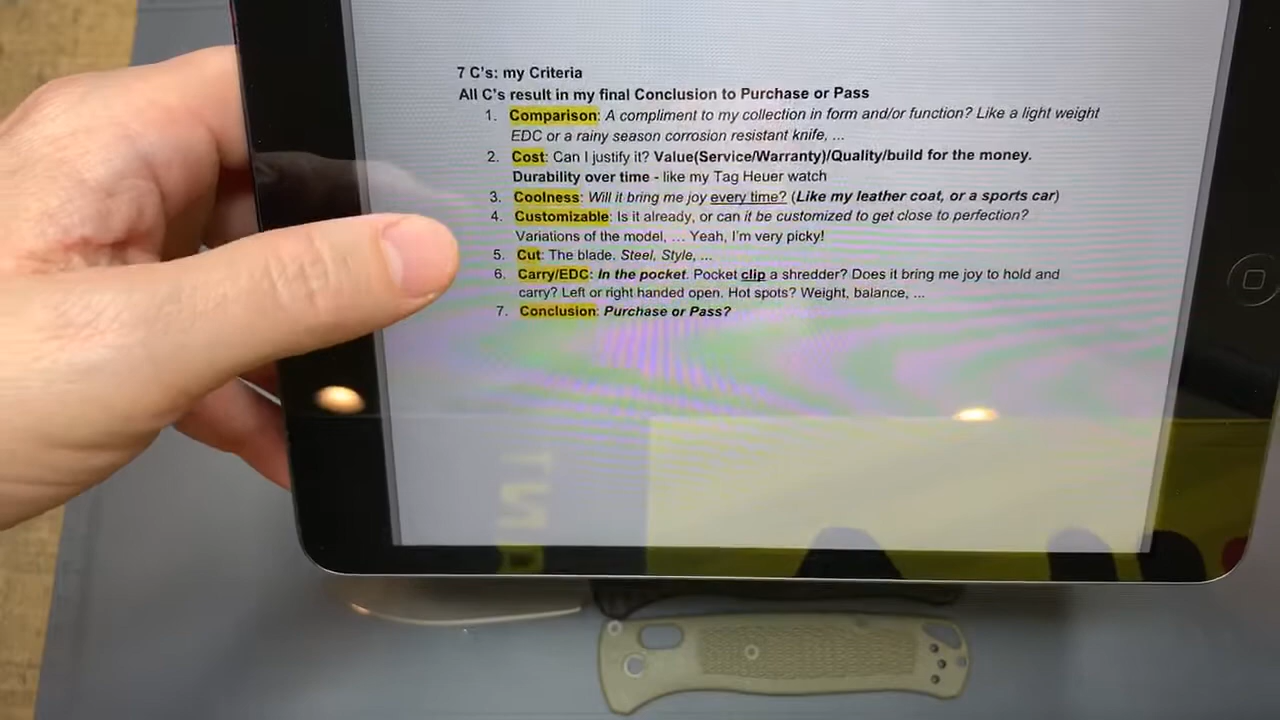 7 C's: my Criteria
All C's result in my final Conclusion to Purchase or Pass
1. Comparison: A compliment to my collection in form and/or function? Like a light weight
EDC or a rainy season corrosion resistant knife, ...
2. Cost: Can I justify it? Value(Service/Warranty)/Quality/build for the money.
Durability over time - like my Tag Heuer watch
3. Coolness: Will it bring me joy every time? (Like my leather coat, or a sports car)
4. Customizable: Is it already, or can it be customized to get close to perfection?
Variations of the model, ... Yeah, I'm very picky!
5. Cut: The blade. Steel, Style, ...
6. Carry/EDC: In the pocket. Pocket clip a shredder? Does it bring me joy to hold and
carry? Left or right handed open. Hot spots? Weight, balance, ...
7. Conclusion: Purchase or Pass?